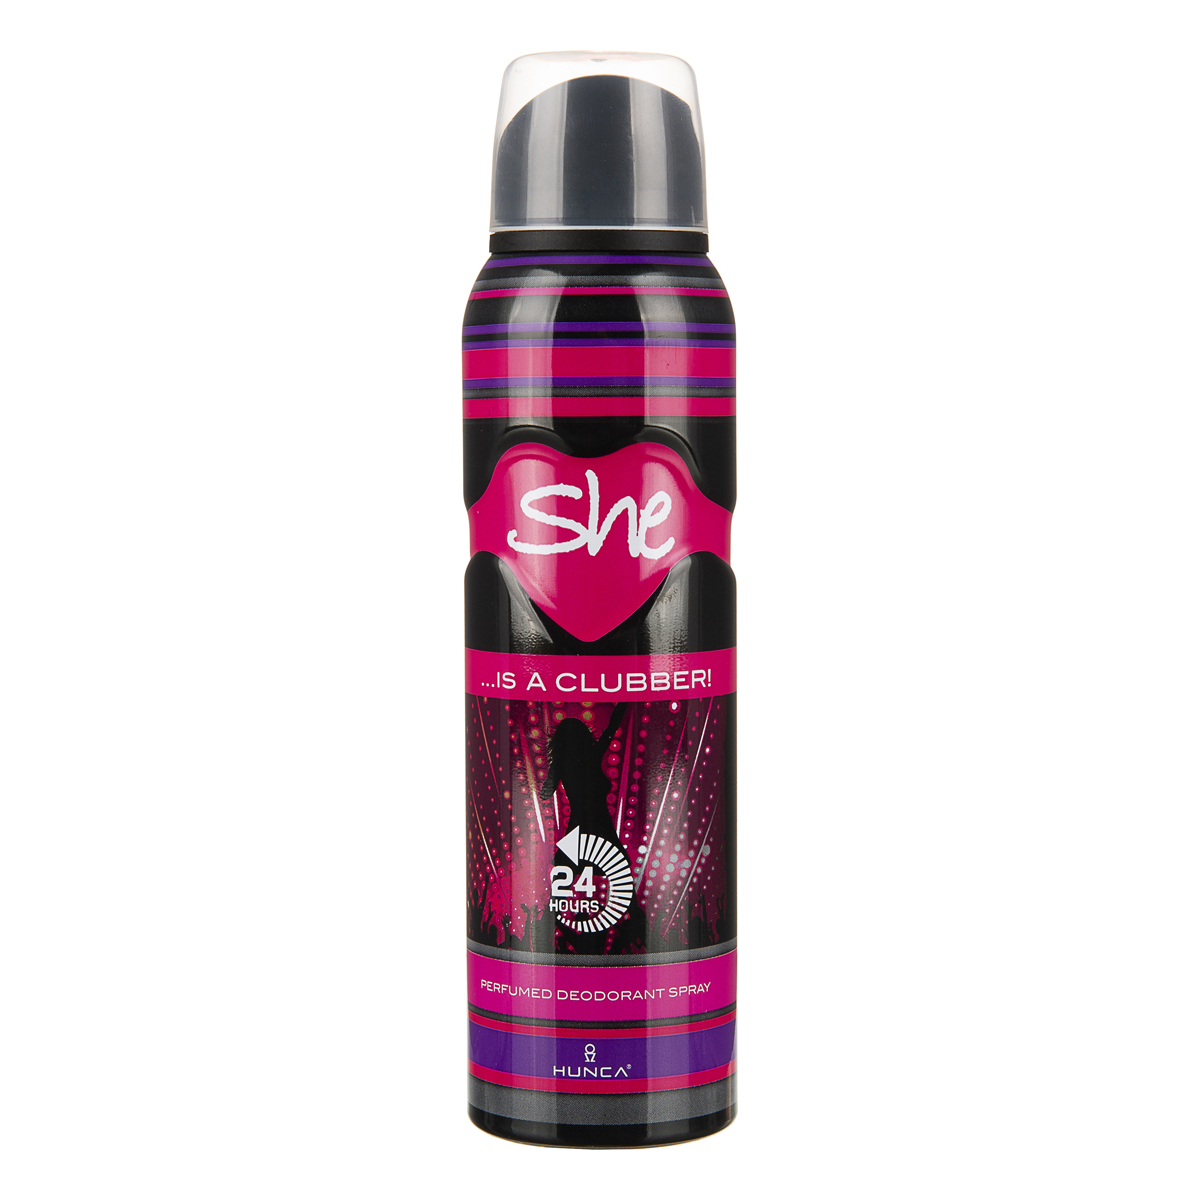 She
...IS A CLUBBER!
24
HOURS
PERFUMED DEODORANT SPRAY
HUNCA®